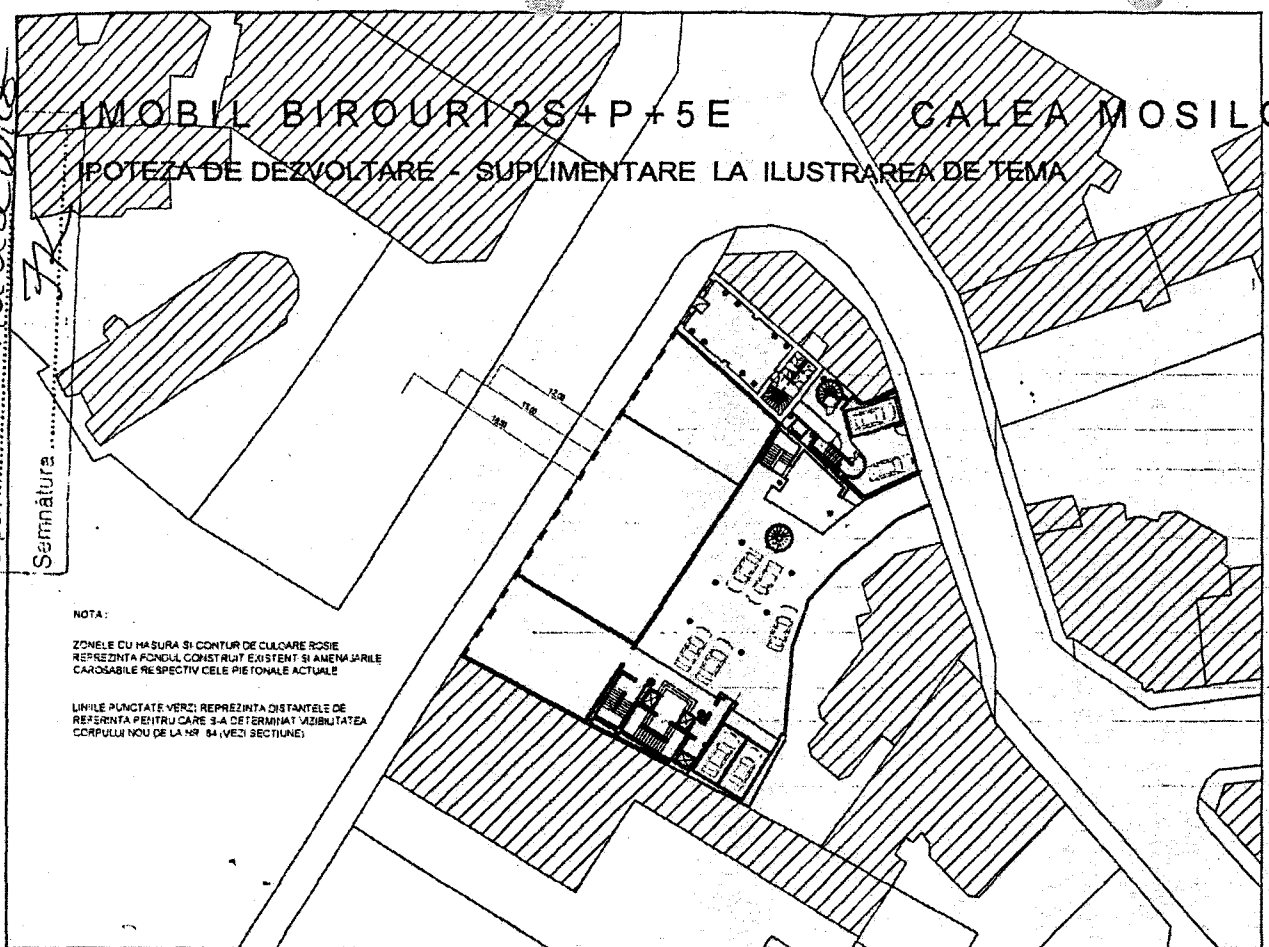 IMOBIL BIROURI 2S+P+5E CALEA MOSILO
IPOTEZA DE DEZVOLTARE - SUPLIMENTARE LA ILUSTRAREA DE TEMA
Semnătura
NOTA:
ZONELE CU HASURA SI CONTUR DE CULOARE ROSIE
REPREZINTA FONDUL CONSTRUIT EXISTENT SI AMENAJARILE
CAROSABILE RESPECTIV CELE PIETONALE ACTUALE
LINIILE PUNCTATE VERZI REPREZINTA DISTANTELE DE
REFERINTA PENTRU CARE S-A DETERMINAT VIZIBILITATEA
CORPULUI NOU DE LA NR. 84 (VEZI SECTIUNE)